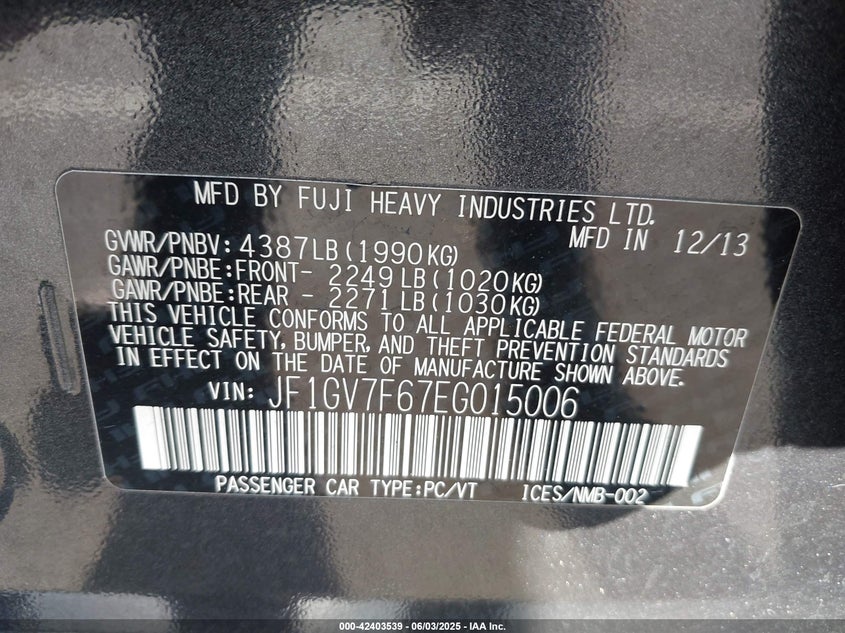 MFD BY FUJI HEAVY INDUSTRIES LTD.
MFD IN 12/13
GVWR/PNBV: 4387LB (1990KG)
GAWR/PNBE:FRONT- 2249LB (1020KG)
GAWR/PNBE:REAR - 2271LB (1030KG)
THIS VEHICLE CONFORMS TO ALL APPLICABLE FEDERAL MOTOR
VEHICLE SAFETY, BUMPER, AND THEFT PREVENTION STANDARDS
IN EFFECT ON THE DATE OF MANUFACTURE SHOWN ABOVE.
VIN: JF1GV7F67EG015006
PASSENGER CAR TYPE:PC/VT ICES/NMB-002
000-42403539 - 06/03/2025 - IAA Inc.